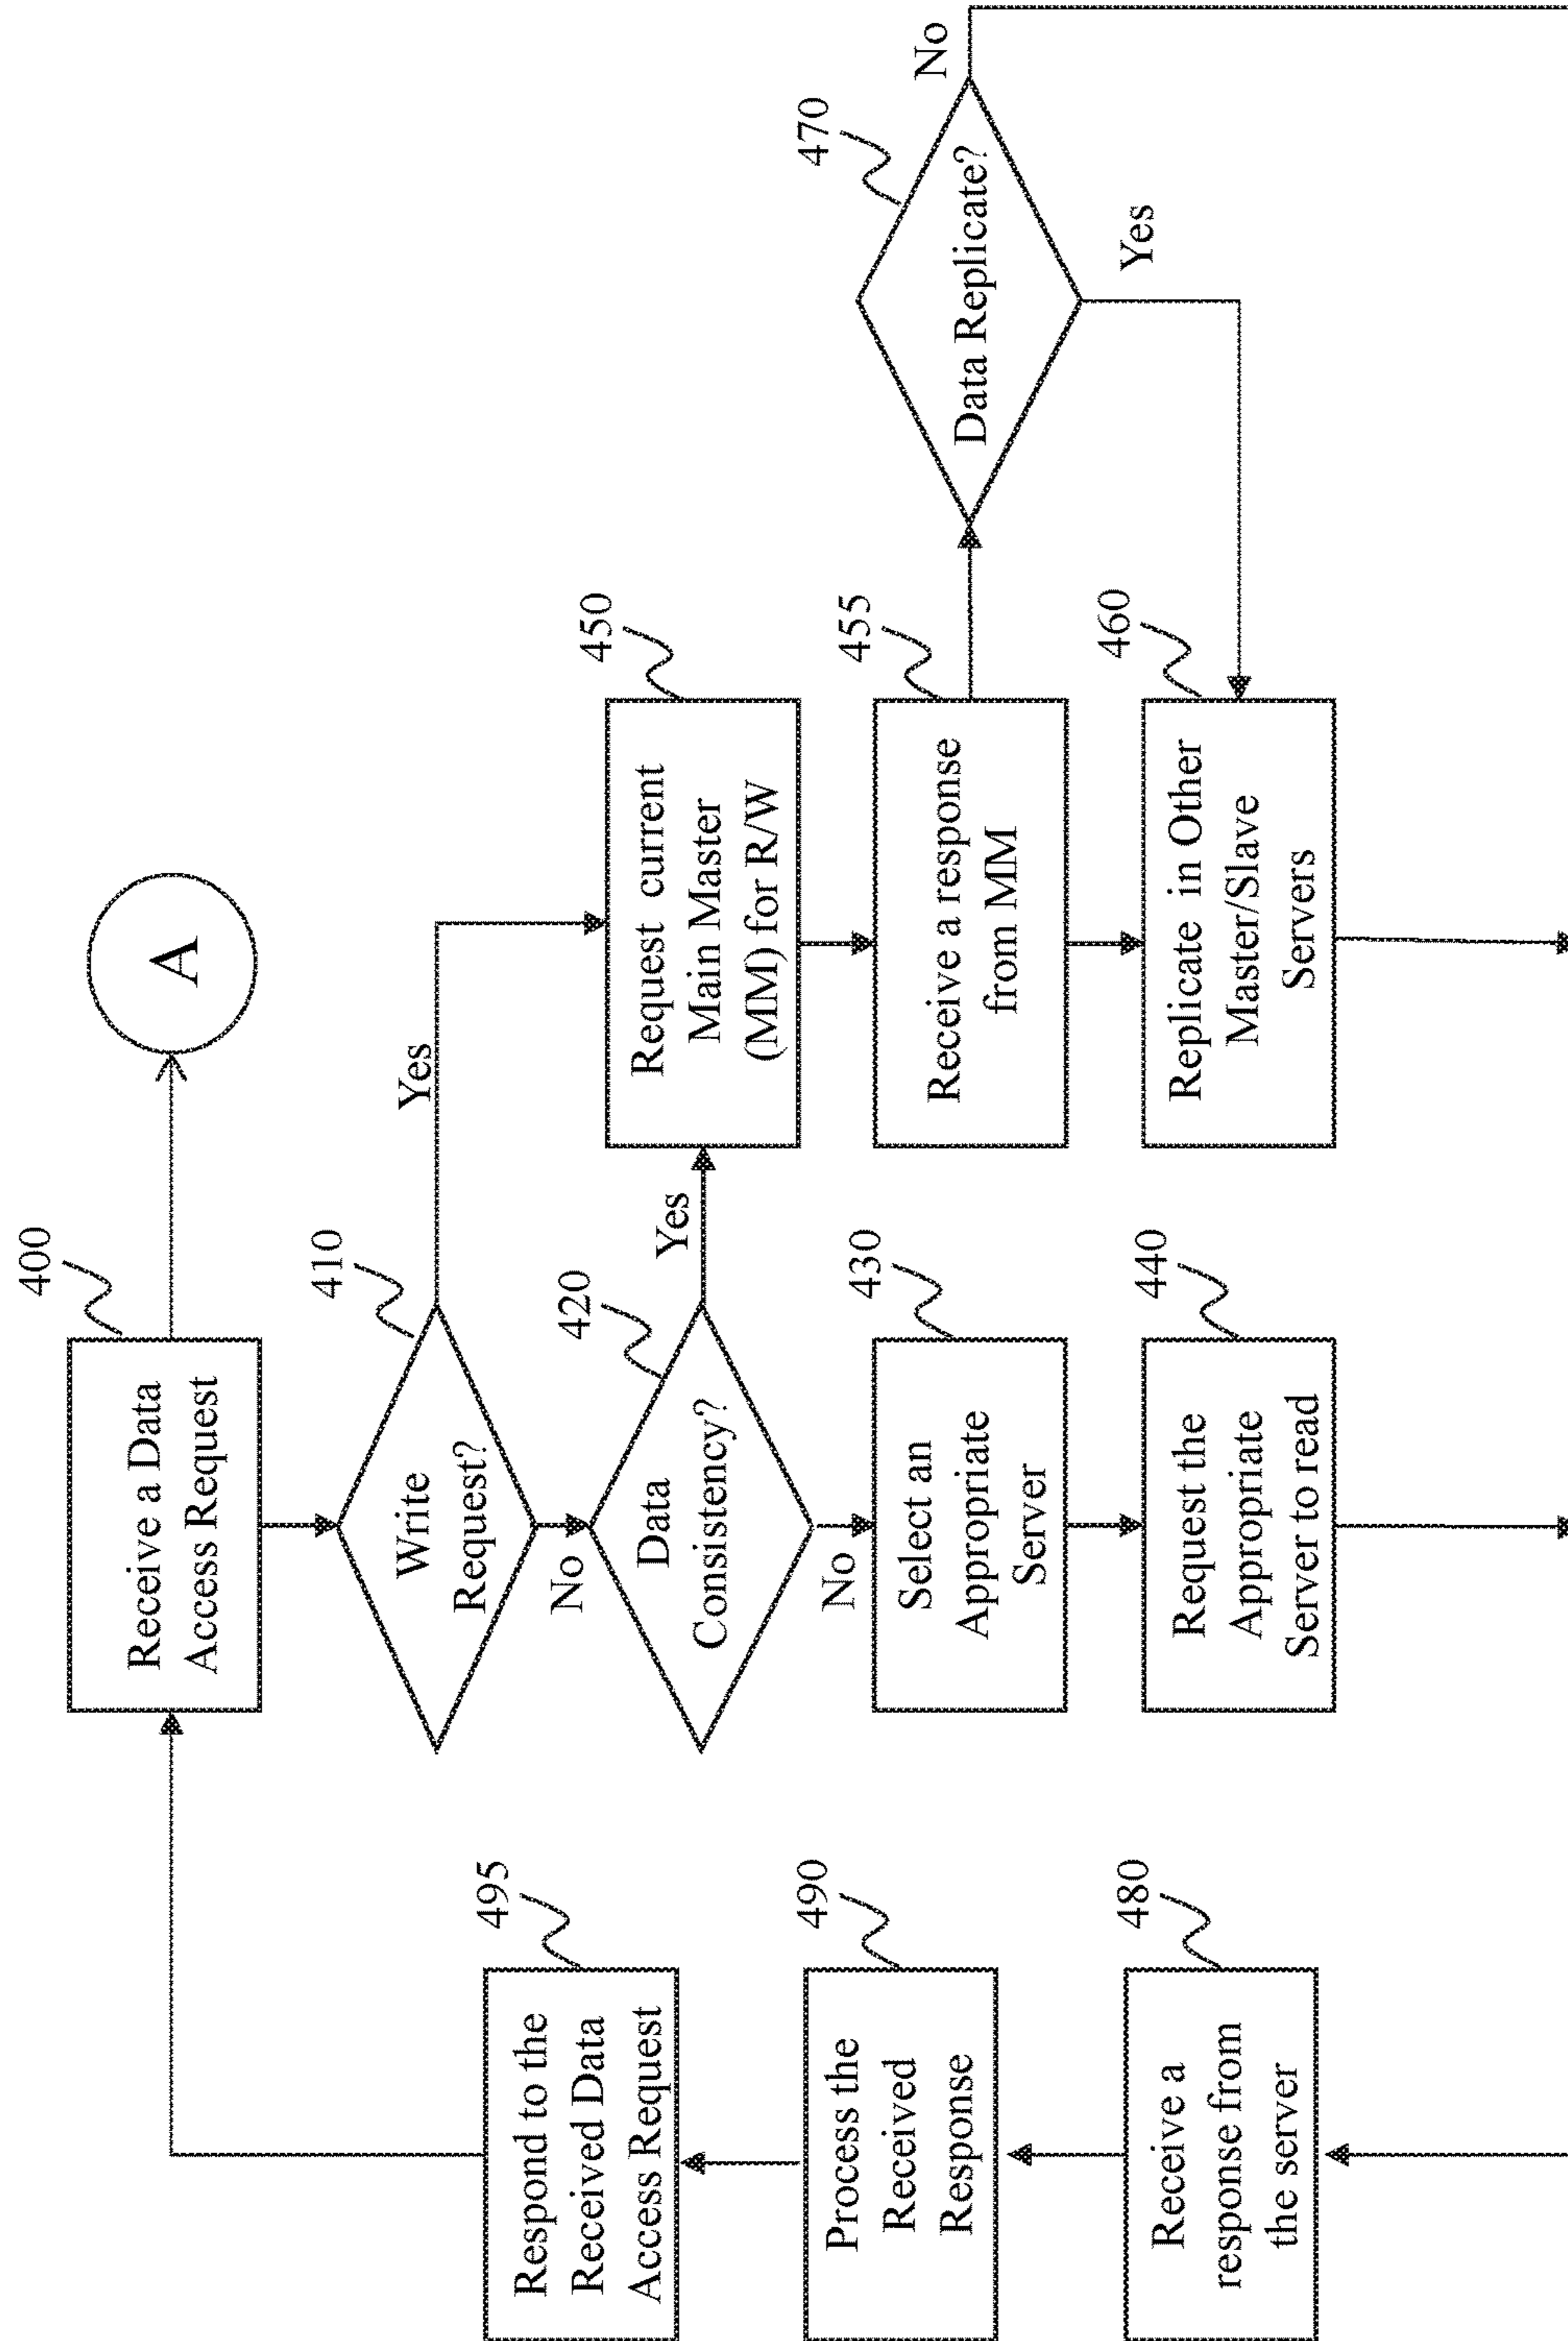 400
Receive a Data
Access Request
A
410
Write
Request?
Yes
No
420
Data
Consistency?
Yes
No
430
Select an
Appropriate
Server
440
Request the
Appropriate
Server to read
450
Request current
Main Master
(MM) for R/W
455
Receive a response
from MM
460
Replicate in Other
Master/Slave
Servers
470
Data Replicate?
No
Yes
495
Respond to the
Received Data
Access Request
490
Process the
Received
Response
480
Receive a
response from
the server